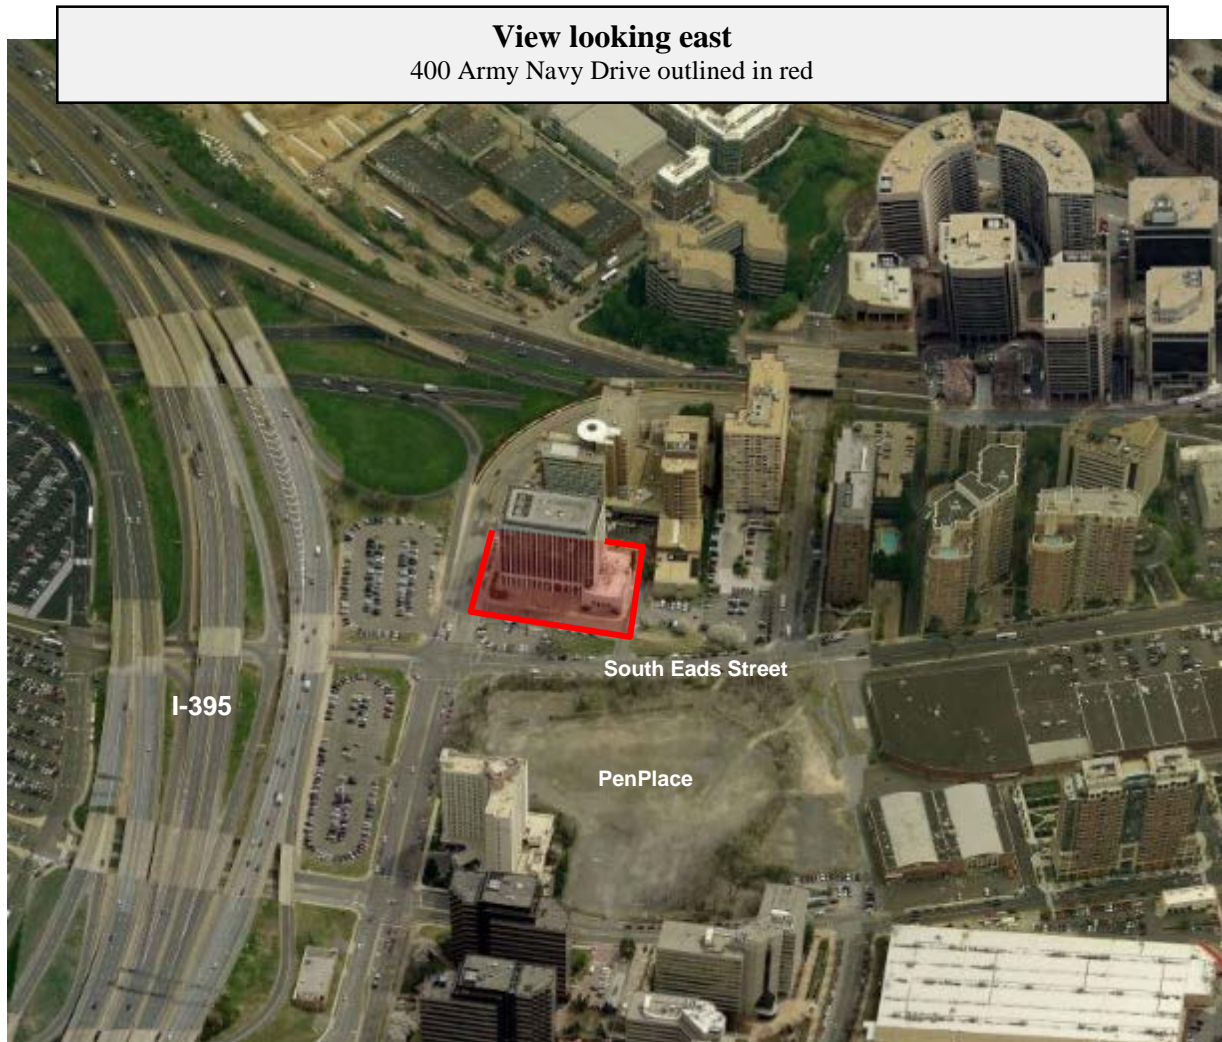 View looking east
400 Army Navy Drive outlined in red
South Eads Street
I-395
PenPlace